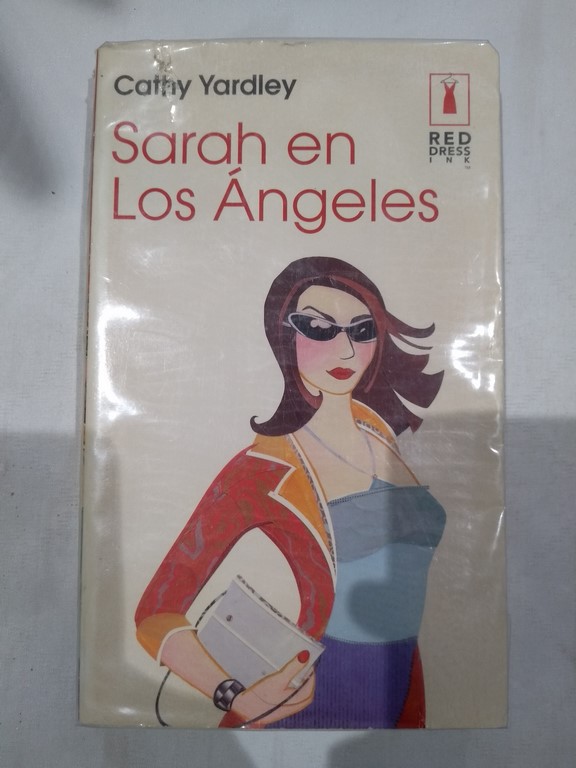 Cathy Yardley
Sarah en
Los Ángeles
RED
DRESS
INK